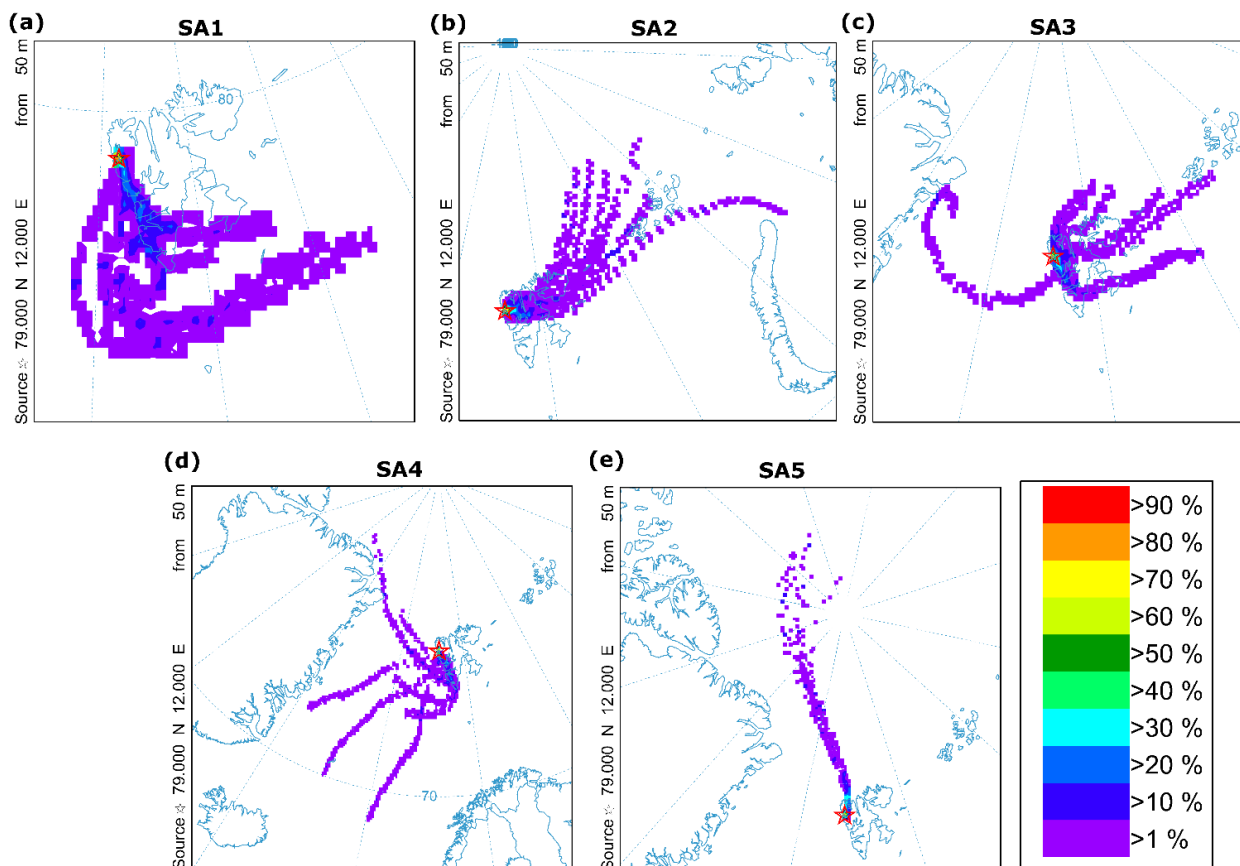 (a)
SA1
Source ☆ 79.000 N 12.000 E from 50 m
80
(b)
SA2
Source ☆ 79.000 N 12.000 E from 50 m
(c)
SA3
Source ☆ 79.000 N 12.000 E from 50 m
(d)
SA4
Source ☆ 79.000 N 12.000 E from 50 m
70
(e)
SA5
Source ☆ 79.000 N 12.000 E from 50 m
>90 %
>80 %
>70 %
>60 %
>50 %
>40 %
>30 %
>20 %
>10 %
>1 %